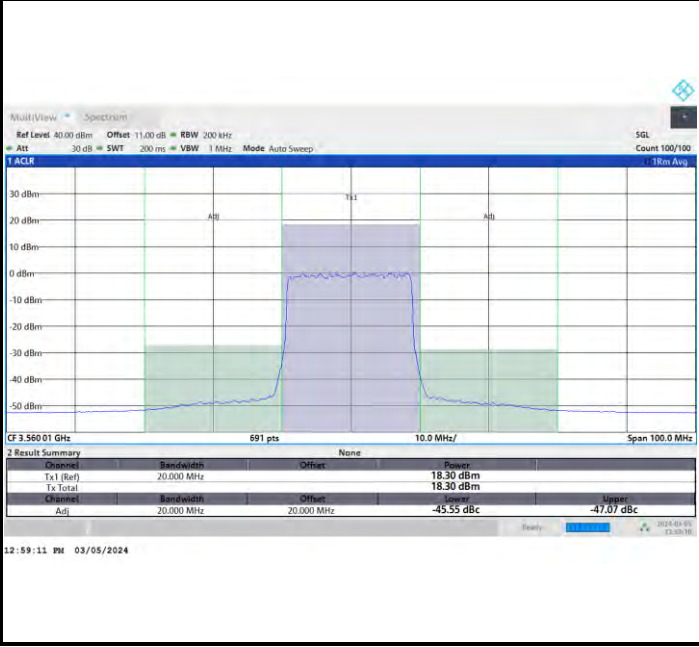 MultiView Spectrum
Ref Level 40.00 dBm Offset 11.00 dB RBW 200 kHz SGL
Att 30 dB SWT 200 ms VBW 1 MHz Mode Auto Sweep Count 100/100
1 ACLR 1Rm Avg
30 dBm
Tx1
20 dBm Adj Adj
10 dBm
0 dBm
-10 dBm
-20 dBm
-30 dBm
-40 dBm
-50 dBm
CF 3.560 01 GHz 691 pts 10.0 MHz/ Span 100.0 MHz
2 Result Summary None
Channel Bandwidth Offset Power
Tx1 (Ref) 20.000 MHz 18.30 dBm
Tx Total 18.30 dBm
Channel Bandwidth Offset Lower Upper
Adj 20.000 MHz 20.000 MHz -45.55 dBc -47.07 dBc
Ready 2024-03-05
12:59:11 PM 03/05/2024